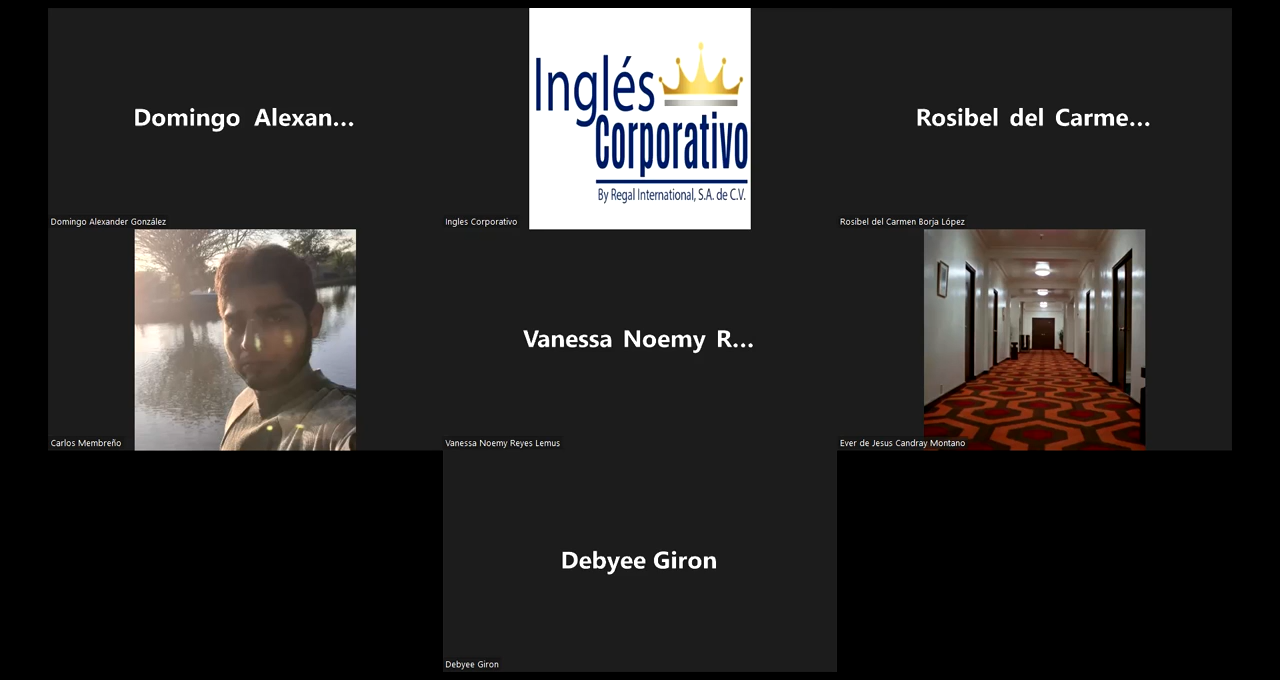 Domingo Alexan...
Domingo Alexander González
Inglés
Corporativo
By Regal International, S.A. de C.V.
Ingles Corporativo
Rosibel del Carme...
Rosibel del Carmen Borja López
Carlos Membreño
Vanessa Noemy R...
Vanessa Noemy Reyes Lemus
Ever de Jesus Candray Montano
Debyee Giron
Debyee Giron